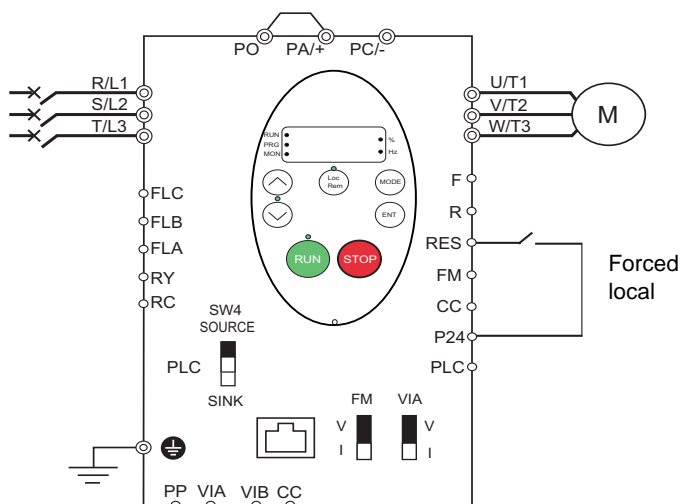 PO PA/+ PC/-
R/L1
S/L2
T/L3
U/T1
V/T2
W/T3
M
RUN
PRG
MON
%
Hz
Loc
Rem
MODE
ENT
RUN
STOP
FLC
FLB
FLA
RY
RC
F
R
RES
FM
CC
P24
PLC
Forced
local
SW4
SOURCE
PLC
SINK
FM VIA
V V
I I
PP VIA VIB CC